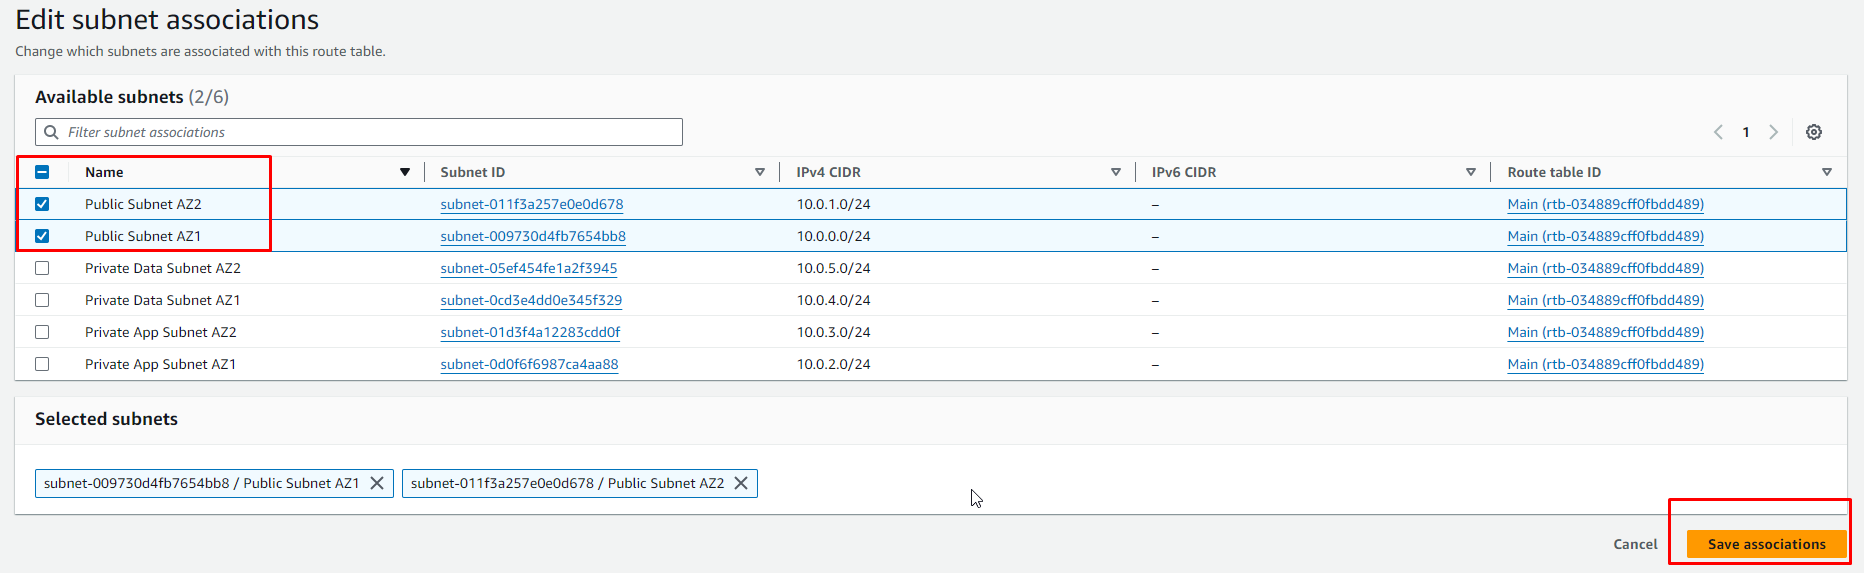 Edit subnet associations
Change which subnets are associated with this route table.
Available subnets (2/6)
Filter subnet associations
1
Name Subnet ID IPv4 CIDR IPv6 CIDR Route table ID
Public Subnet AZ2 subnet-011f3a257e0e0d678 10.0.1.0/24 – Main (rtb-034889cff0fbdd489)
Public Subnet AZ1 subnet-009730d4fb7654bb8 10.0.0.0/24 – Main (rtb-034889cff0fbdd489)
Private Data Subnet AZ2 subnet-05ef454fe1a2f3945 10.0.5.0/24 – Main (rtb-034889cff0fbdd489)
Private Data Subnet AZ1 subnet-0cd3e4dd0e345f329 10.0.4.0/24 – Main (rtb-034889cff0fbdd489)
Private App Subnet AZ2 subnet-01d3f4a12283cdd0f 10.0.3.0/24 – Main (rtb-034889cff0fbdd489)
Private App Subnet AZ1 subnet-0d0f6f6987ca4aa88 10.0.2.0/24 – Main (rtb-034889cff0fbdd489)
Selected subnets
subnet-009730d4fb7654bb8 / Public Subnet AZ1 subnet-011f3a257e0e0d678 / Public Subnet AZ2
Cancel Save associations